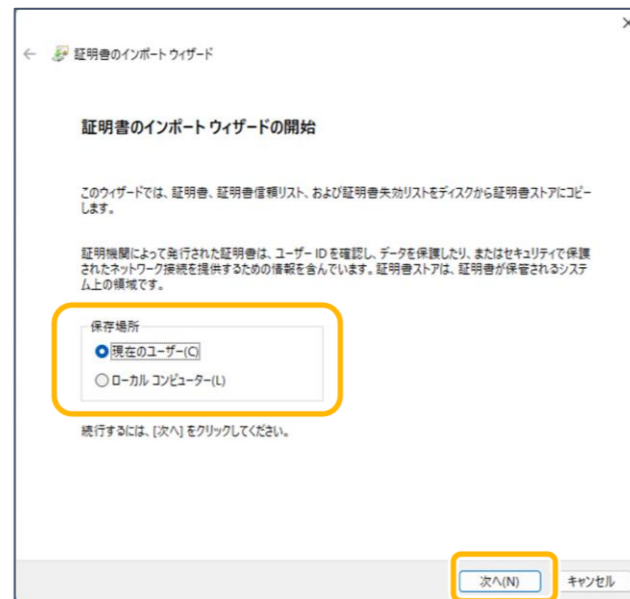 証明書のインポート ウィザード
証明書のインポート ウィザードの開始
このウィザードでは、証明書、証明書信頼リスト、および証明書失効リストをディスクから証明書ストアにコピー
します。
証明機関によって発行された証明書は、ユーザー ID を確認し、データを保護したり、またはセキュリティで保護
されたネットワーク接続を提供するための情報を含んでいます。証明書ストアは、証明書が保管されるシステ
ム上の領域です。
保存場所
現在のユーザー(C)
ローカル コンピューター(L)
続行するには、[次へ] をクリックしてください。
次へ(N)
キャンセル